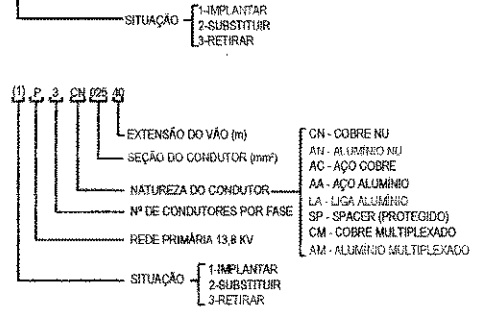 SITUAÇÃO
1-IMPLANTAR
2-SUBSTITUIR
3-RETIRAR
(1) P 3 CN 025 40
EXTENSÃO DO VÃO (m)
SEÇÃO DO CONDUTOR (mm²)
NATUREZA DO CONDUTOR
CN - COBRE NU
AN - ALUMÍNIO NU
AC - AÇO COBRE
AA - AÇO ALUMÍNIO
LA - LIGA ALUMÍNIO
SP - SPACER (PROTEGIDO)
CM - COBRE MULTIPLEXADO
AM - ALUMÍNIO MULTIPLEXADO
Nº DE CONDUTORES POR FASE
REDE PRIMÁRIA 13,8 KV
SITUAÇÃO
1-IMPLANTAR
2-SUBSTITUIR
3-RETIRAR